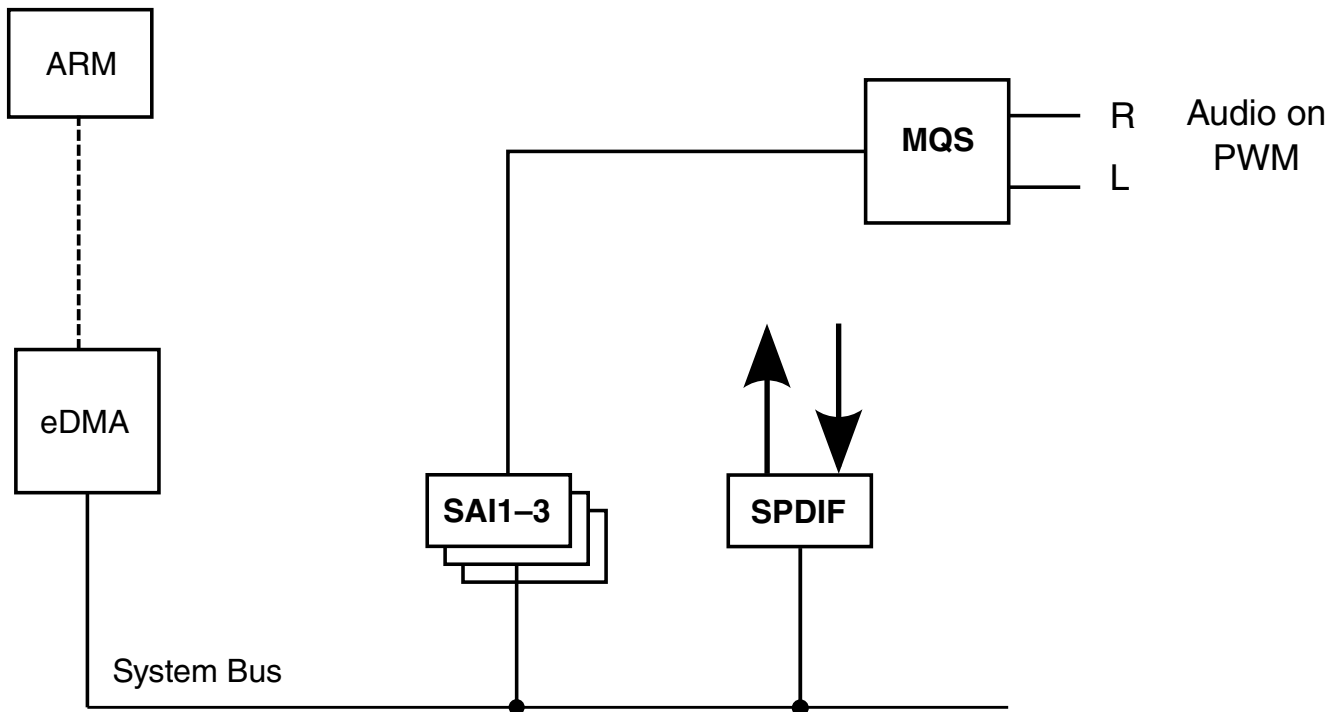 ARM
MQS
R
L
Audio on
PWM
eDMA
SAI1–3
SPDIF
System Bus